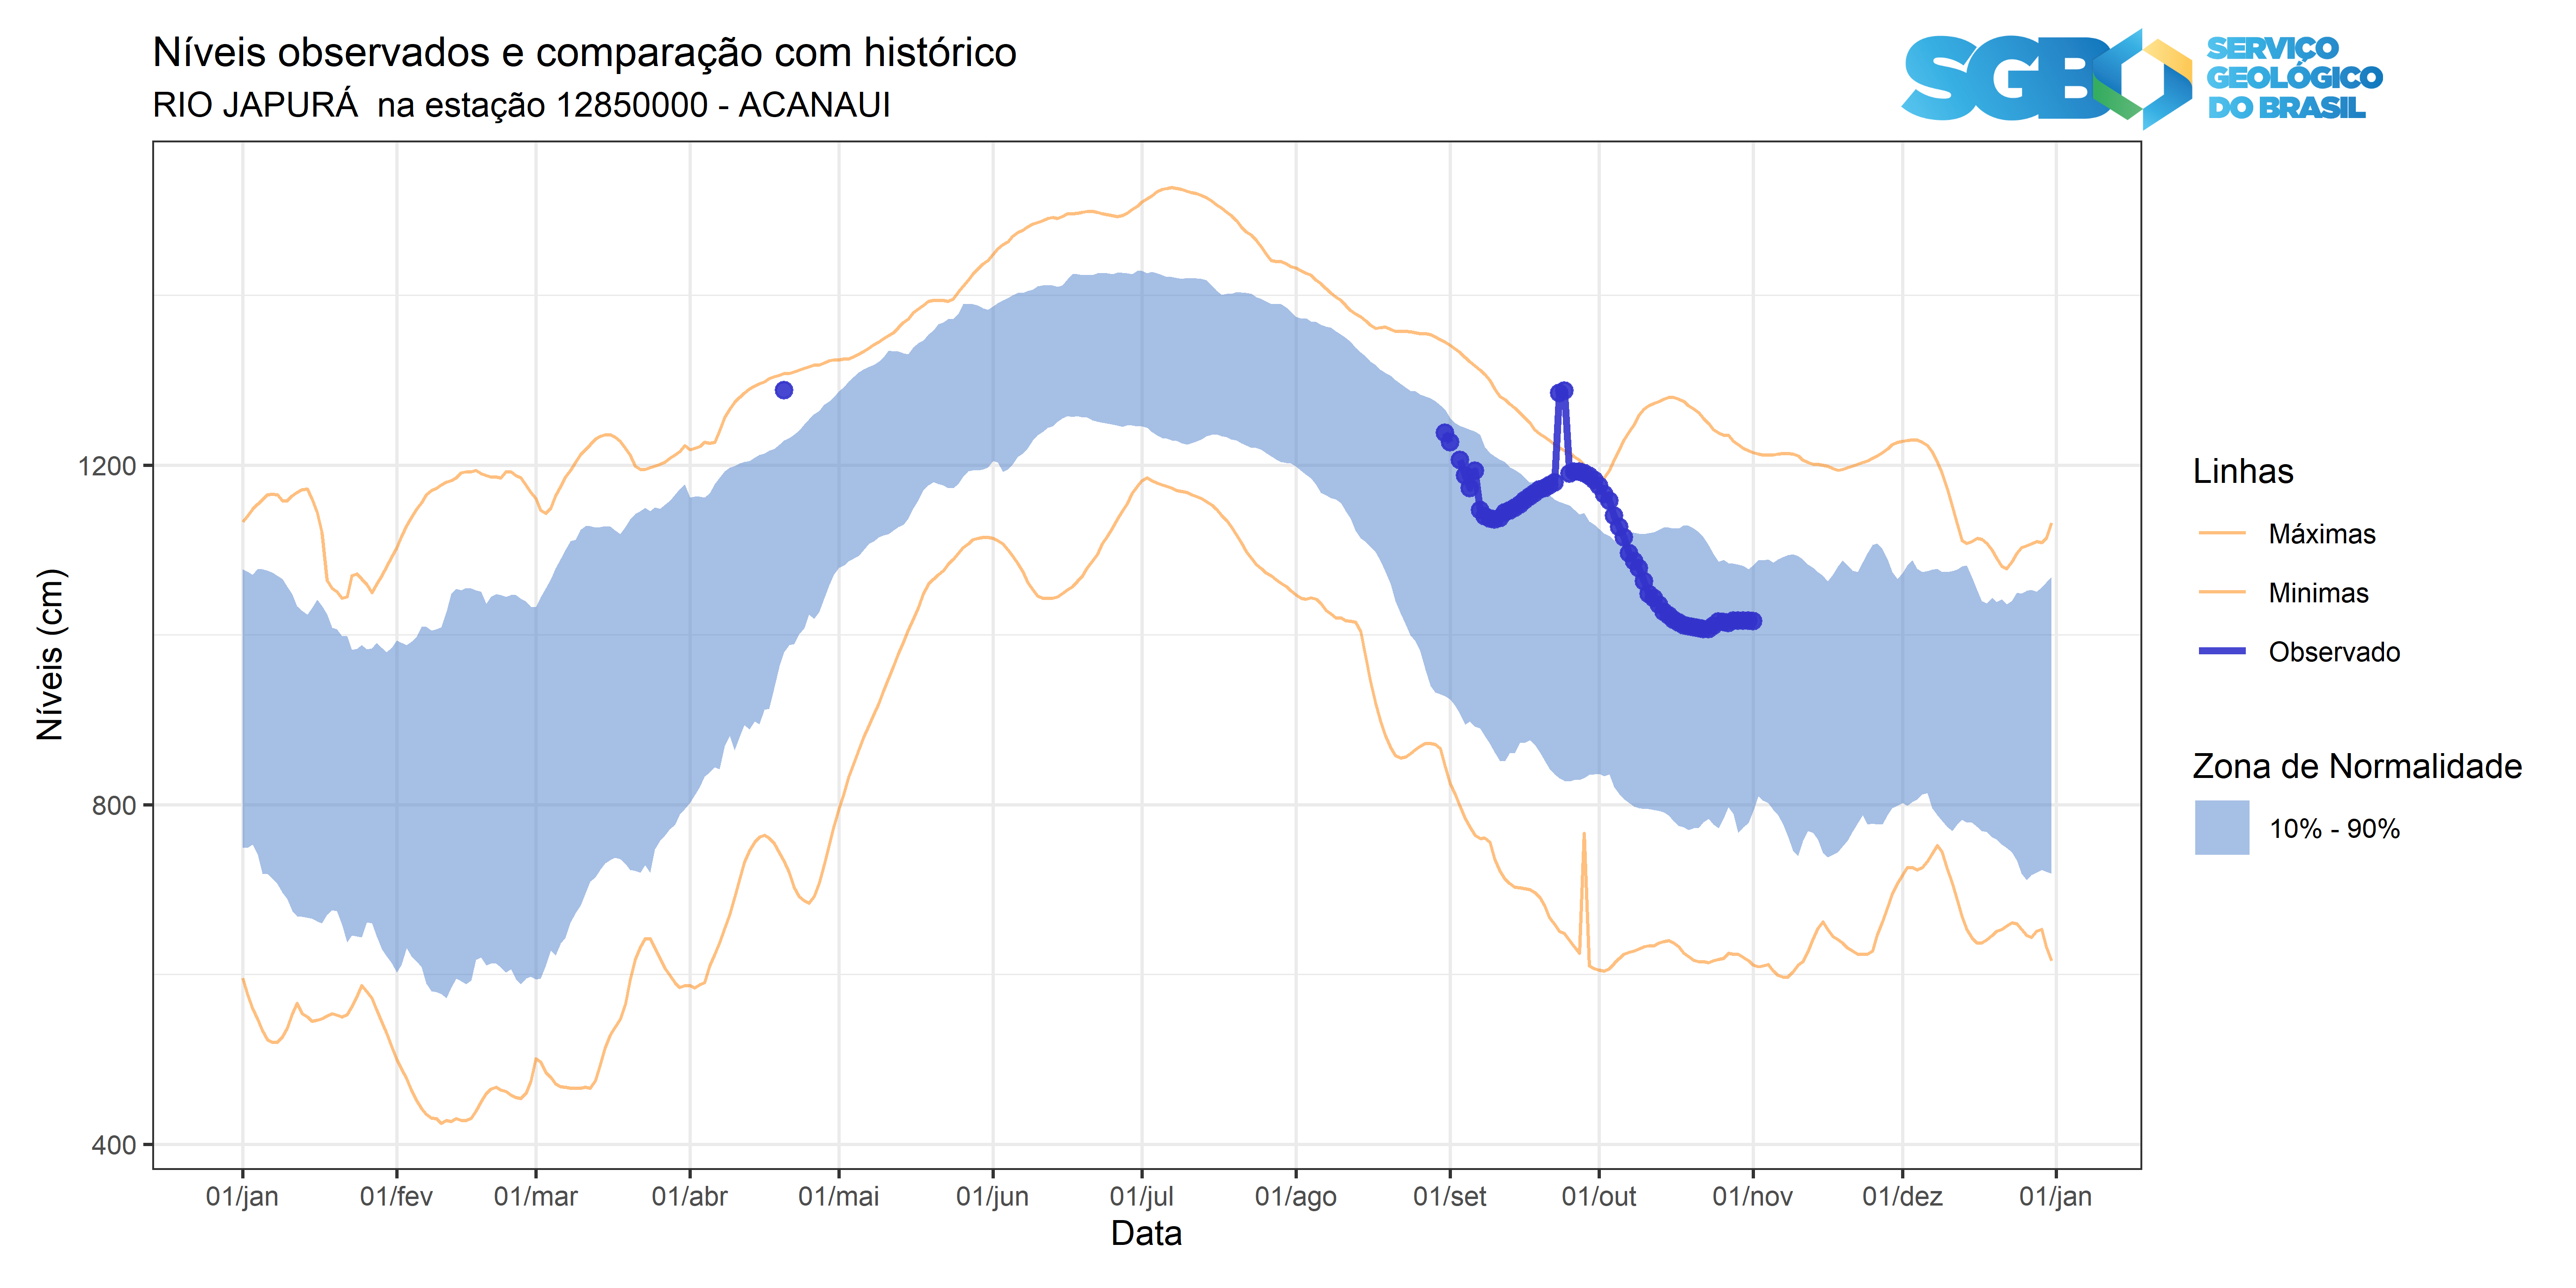 Níveis observados e comparação com histórico
RIO JAPURÁ  na estação 12850000 - ACANAUI
SGB
SERVIÇO
GEOLÓGICO
DO BRASIL
Níveis (cm)
1200
800
400
01/jan
01/fev
01/mar
01/abr
01/mai
01/jun
01/jul
01/ago
01/set
01/out
01/nov
01/dez
01/jan
Data
Linhas
Máximas
Minimas
Observado
Zona de Normalidade
10% - 90%